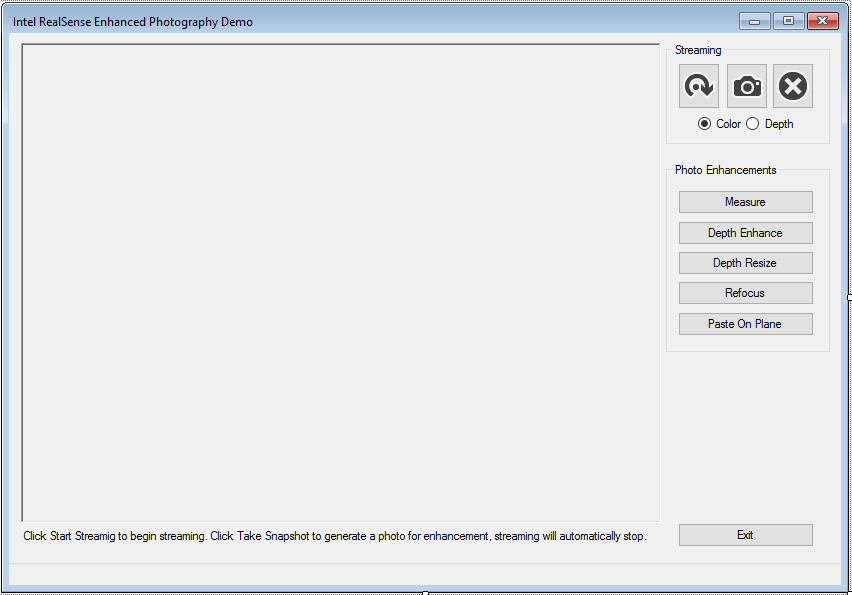 Intel RealSense Enhanced Photography Demo
Streaming
Color Depth
Photo Enhancements
Measure
Depth Enhance
Depth Resize
Refocus
Paste On Plane
Click Start Streamig to begin streaming. Click Take Snapshot to generate a photo for enhancement, streaming will automatically stop.
Exit